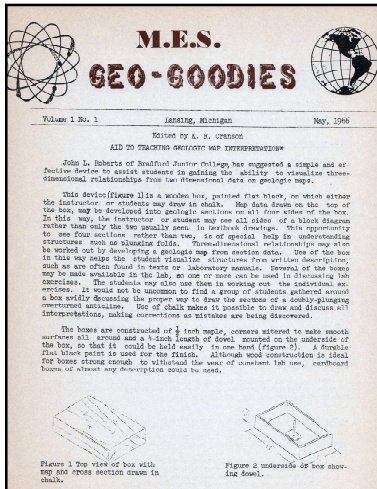 M.E.S.
GEO-GOODIES
Volume 1 No. 1 Lansing, Michigan May, 1966
Edited by K. R. Cranson
AID TO TEACHING GEOLOGIC MAP INTERPRETATION*
John L. Roberts of Bradford Junior College, has suggested a simple and ef-
fective device to assist students in gaining the ability to visualize three-
dimensional relationships from two dimensional data on geologic maps.
This device(figure 1)is a wooden box, painted flat black, on which either
the instructor or students may draw in chalk. Map data drawn on the top of
the box, may be developed into geologic sections on all four sides of the box.
In this way, the instructor or student may see all sides of a block diagram
rather than only the two usually seen in textbook drawings. This opportunity
to see four sections rather than two, is of special help in understanding
structures such as plunging folds. Three-dimensional relationships may also
be worked out by developing a geologic map from section data. Use of the box
in this way helps the student visualize structures from written description,
such as are often found in texts or laboratory manuals. Several of the boxes
may be made available in the lab, so one or more can be used in discussing lab
exercises. The students may also use them in working out the individual ex-
ercises. It would not be uncommon to find a group of students gathered around
a box avidly discussing the proper way to draw the sections of a doubly-plunging
overturned anticline. Use of chalk makes it possible to draw and discuss all
interpretations, making corrections as mistakes are being discovered.
The boxes are constructed of ½ inch maple, corners mitered to make smooth
surfaces all around and a 4-inch length of dowel mounted on the underside of
the box, so that it could be held easily in one hand (figure 2). A durable
flat black paint is used for the finish. Although wood construction is ideal
for boxes strong enough to withstand the wear of constant lab use, cardboard
boxes of almost any description could be used.
Figure 1 Top view of box with
map and cross section drawn in
chalk.
Figure 2 underside of box show-
ing dowel.